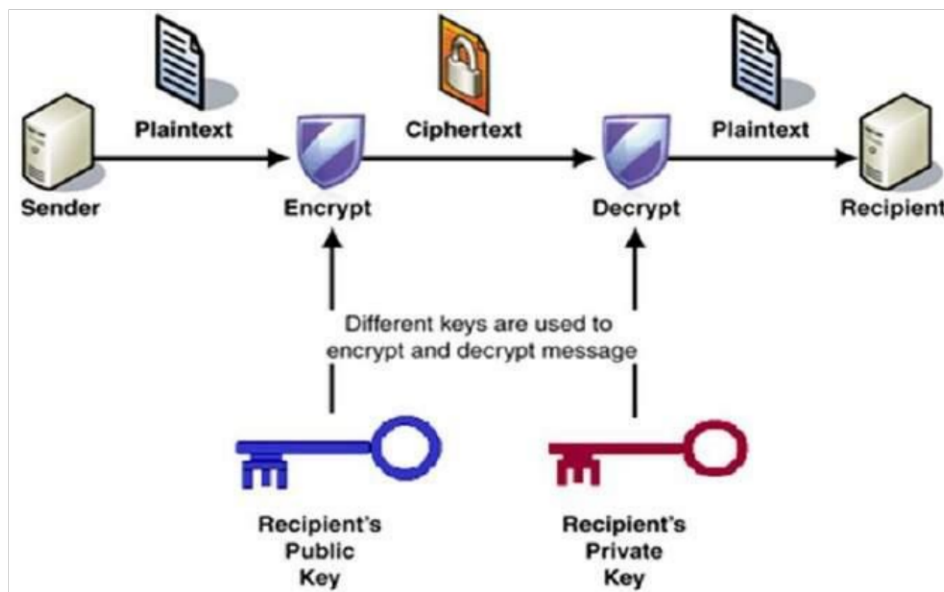 Plaintext
Ciphertext
Plaintext
Sender
Encrypt
Decrypt
Recipient
Different keys are used to
encrypt and decrypt message
Recipient's
Public
Key
Recipient's
Private
Key